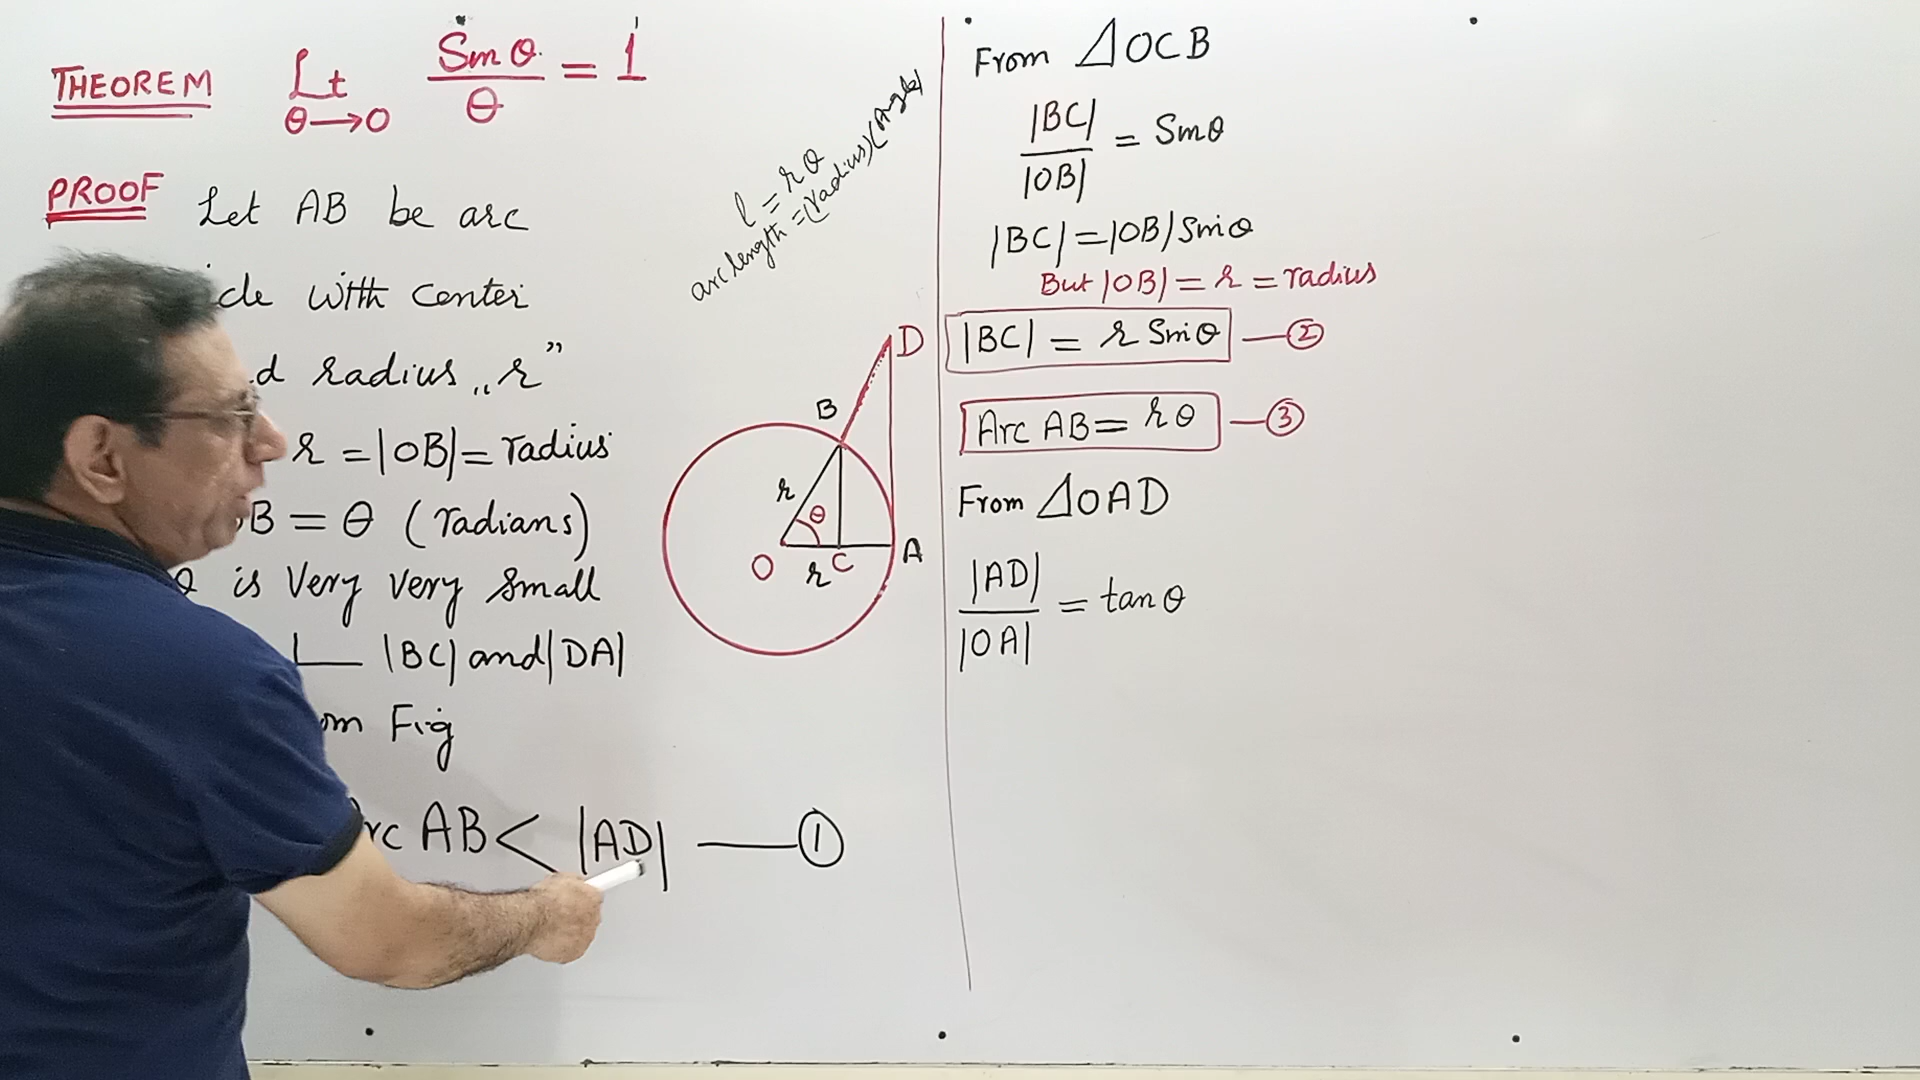 THEOREM Lt θ→0 Sinθ/θ = 1
PROOF Let AB be arc
with Center
radius „r”
r = |OB| = radius
B = θ (radians)
θ is Very Very Small
|BC| and |DA|
Fig
Arc AB < |AD| — ①
l = rθ
arc length = (radius)(Angle)
D
B
r
θ
O
r
C
A
From △OCB
|BC|/|OB| = Sinθ
|BC| = |OB| Sinθ
But |OB| = r = radius
|BC| = r Sinθ — ②
Arc AB = rθ — ③
From △OAD
|AD|/|OA| = tanθ